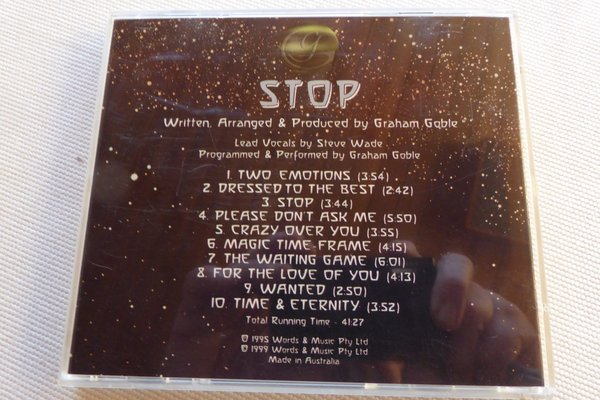 G
STOP
Written, Arranged & Produced by Graham Goble
Lead Vocals by Steve Wade
Programmed & Performed by Graham Goble
1. TWO EMOTIONS (3:54)
2. DRESSED TO THE BEST (2:42)
3. STOP (3:44)
4. PLEASE DON'T ASK ME (5:50)
5. CRAZY OVER YOU (3:55)
6. MAGIC TIME-FRAME (4:15)
7. THE WAITING GAME (6:01)
8. FOR THE LOVE OF YOU (4:13)
9. WANTED (2:50)
10. TIME & ETERNITY (3:52)
Total Running Time - 41:27
℗ 1995 Words & Music Pty Ltd
© 1999 Words & Music Pty Ltd
Made in Australia